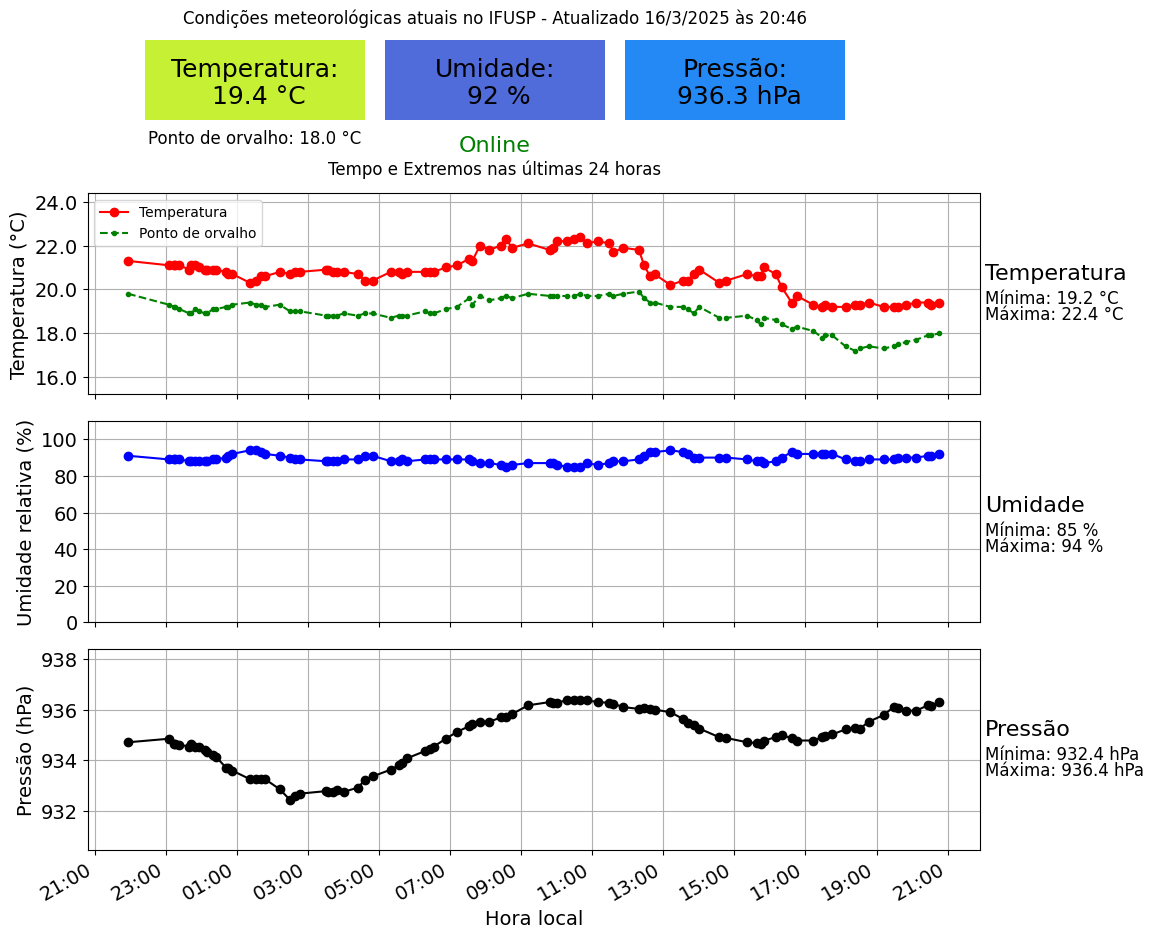 Condições meteorológicas atuais no IFUSP - Atualizado 16/3/2025 às 20:46
Temperatura:
19.4 °C
Umidade:
92 %
Pressão:
936.3 hPa
Ponto de orvalho: 18.0 °C
Online
Tempo e Extremos nas últimas 24 horas
Temperatura (°C)
24.0
22.0
20.0
18.0
16.0
Temperatura
Ponto de orvalho
Temperatura
Mínima: 19.2 °C
Máxima: 22.4 °C
Umidade relativa (%)
100
80
60
40
20
0
Umidade
Mínima: 85 %
Máxima: 94 %
Pressão (hPa)
938
936
934
932
Pressão
Mínima: 932.4 hPa
Máxima: 936.4 hPa
21:00 23:00 01:00 03:00 05:00 07:00 09:00 11:00 13:00 15:00 17:00 19:00 21:00
Hora local